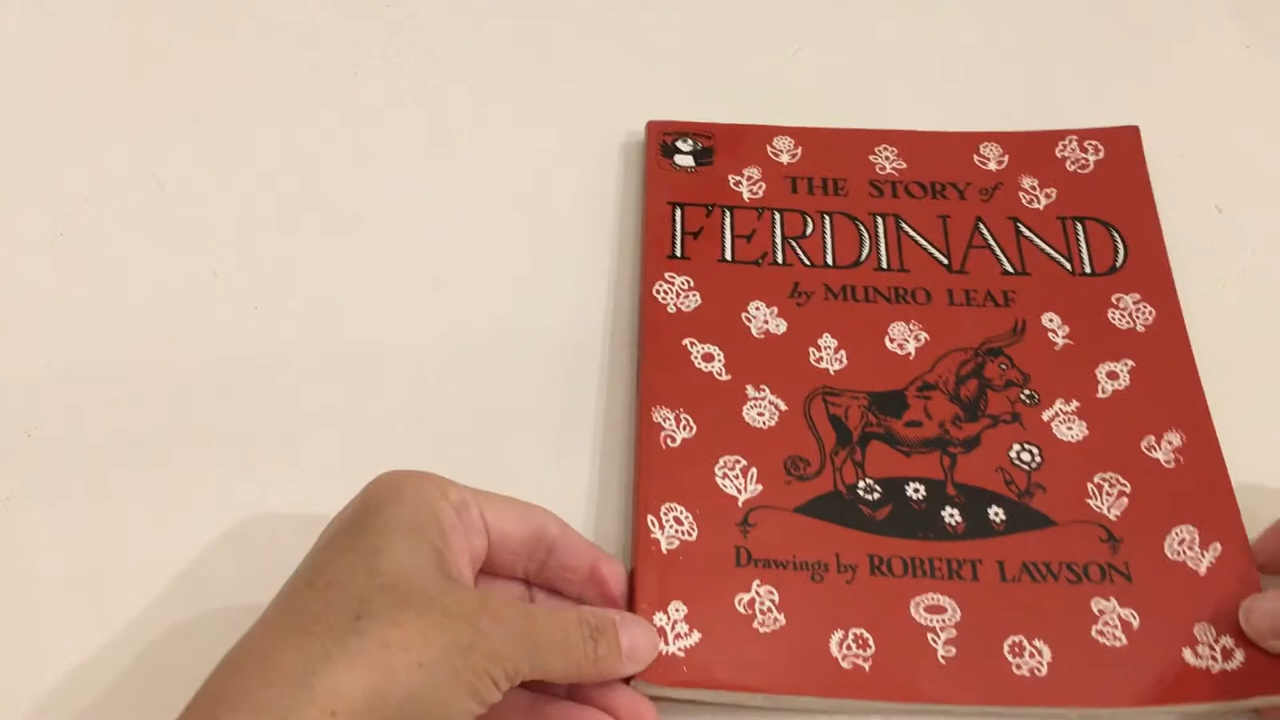 THE STORY of
FERDINAND
by MUNRO LEAF
Drawings by ROBERT LAWSON